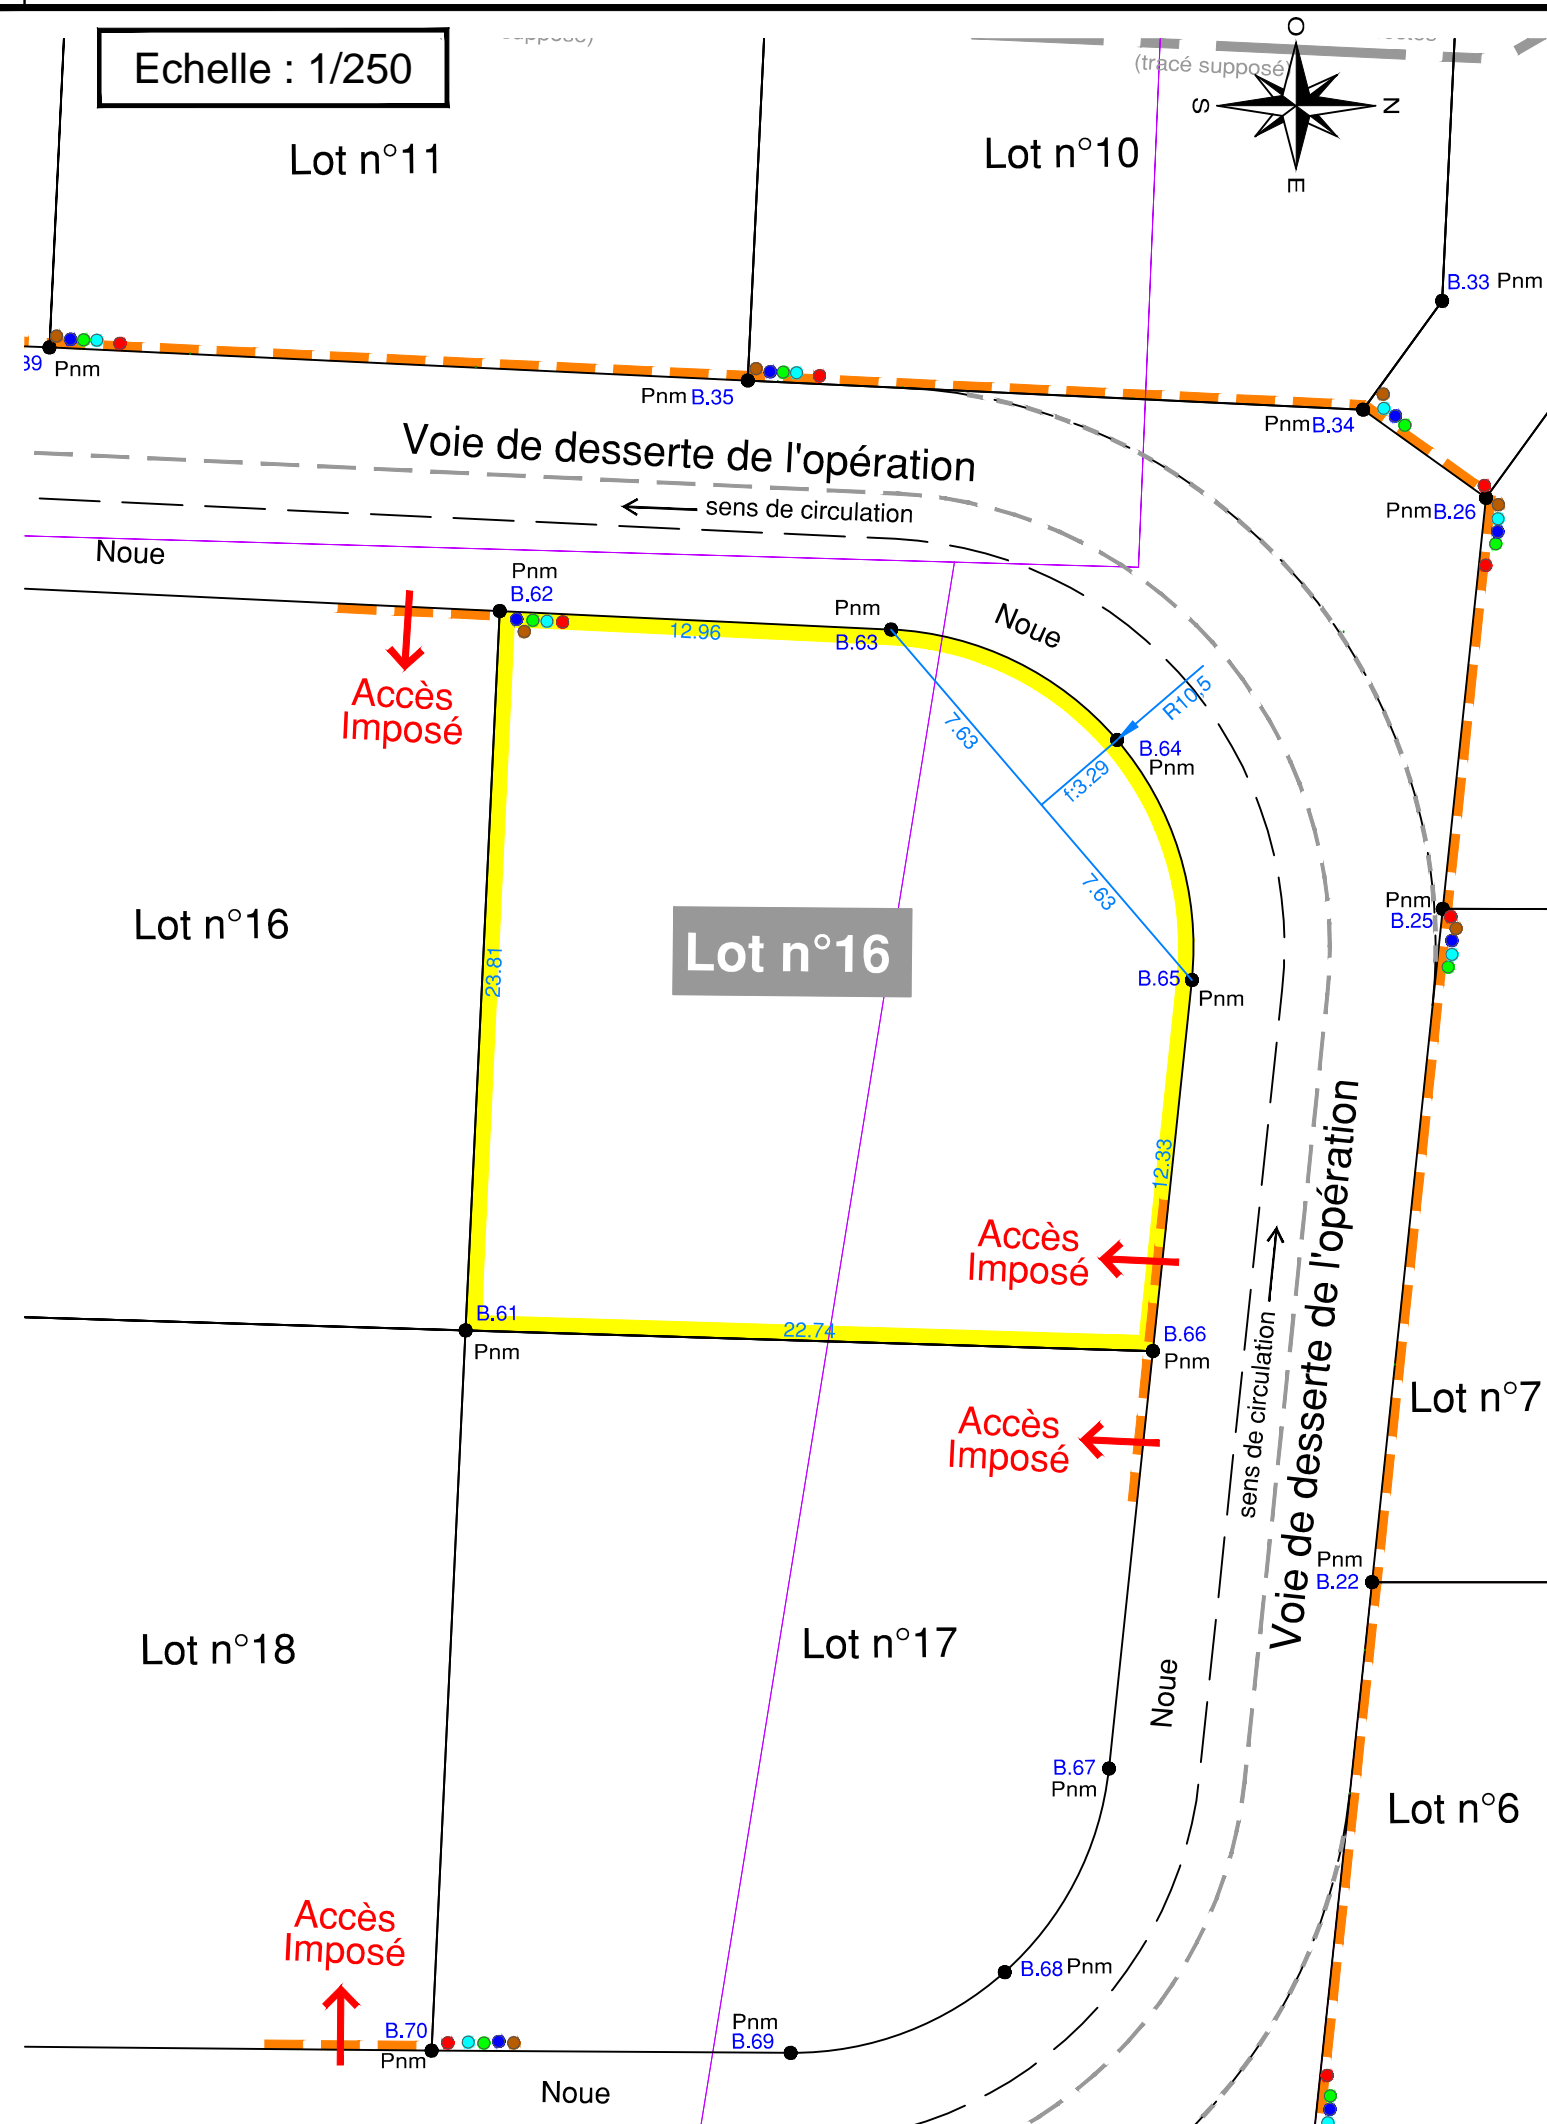 Echelle : 1/250
(tracé supposé)
O
S
N
E
Lot n°11
Lot n°10
B.33 Pnm
39 Pnm
Pnm B.35
Pnm B.34
Voie de desserte de l'opération
sens de circulation
Pnm B.26
Noue
Pnm
B.62
12.96
Pnm
B.63
Noue
Accès
Imposé
R10.5
7.63
B.64
Pnm
f:3.29
7.63
Pnm
B.25
Lot n°16
23.81
Lot n°16
B.65
Pnm
12.33
Voie de desserte de l'opération
Accès
Imposé
B.61
Pnm
22.74
B.66
Pnm
sens de circulation
Lot n°7
Accès
Imposé
Pnm
B.22
Lot n°18
Lot n°17
Noue
B.67
Pnm
Lot n°6
Accès
Imposé
B.68 Pnm
B.70
Pnm
Pnm
B.69
Noue